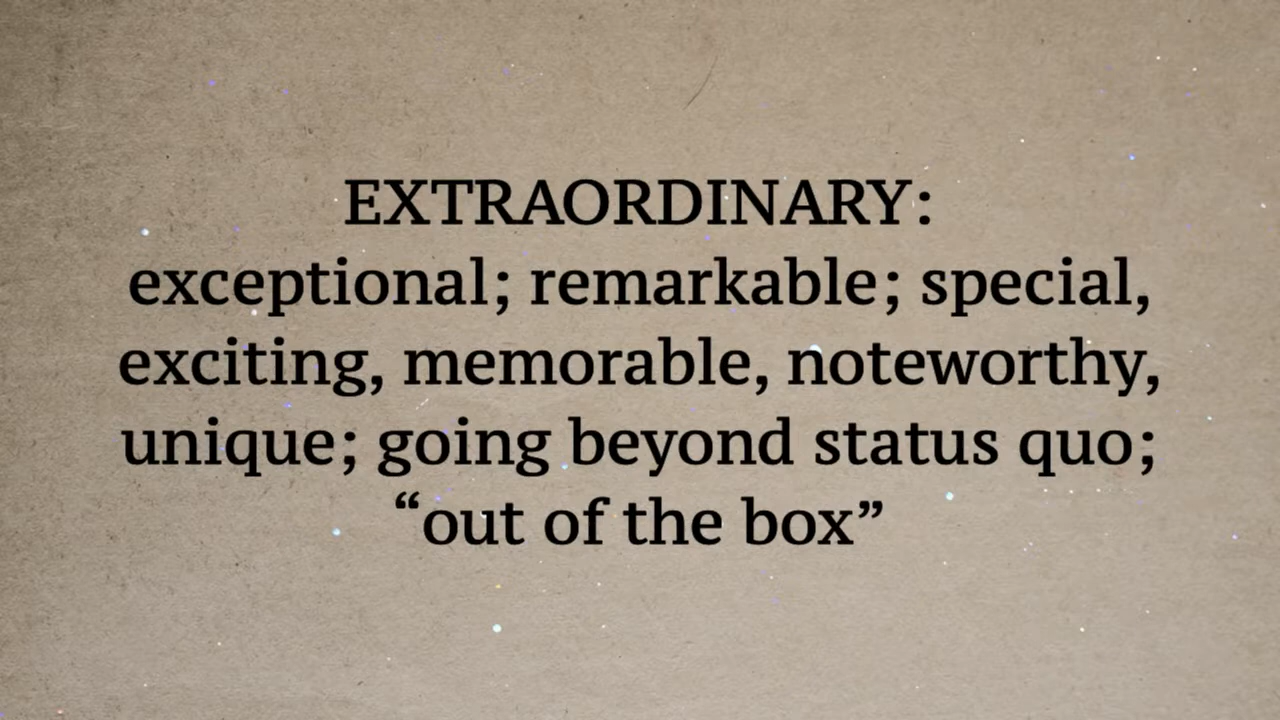 EXTRAORDINARY:
exceptional; remarkable; special,
exciting, memorable, noteworthy,
unique; going beyond status quo;
“out of the box”